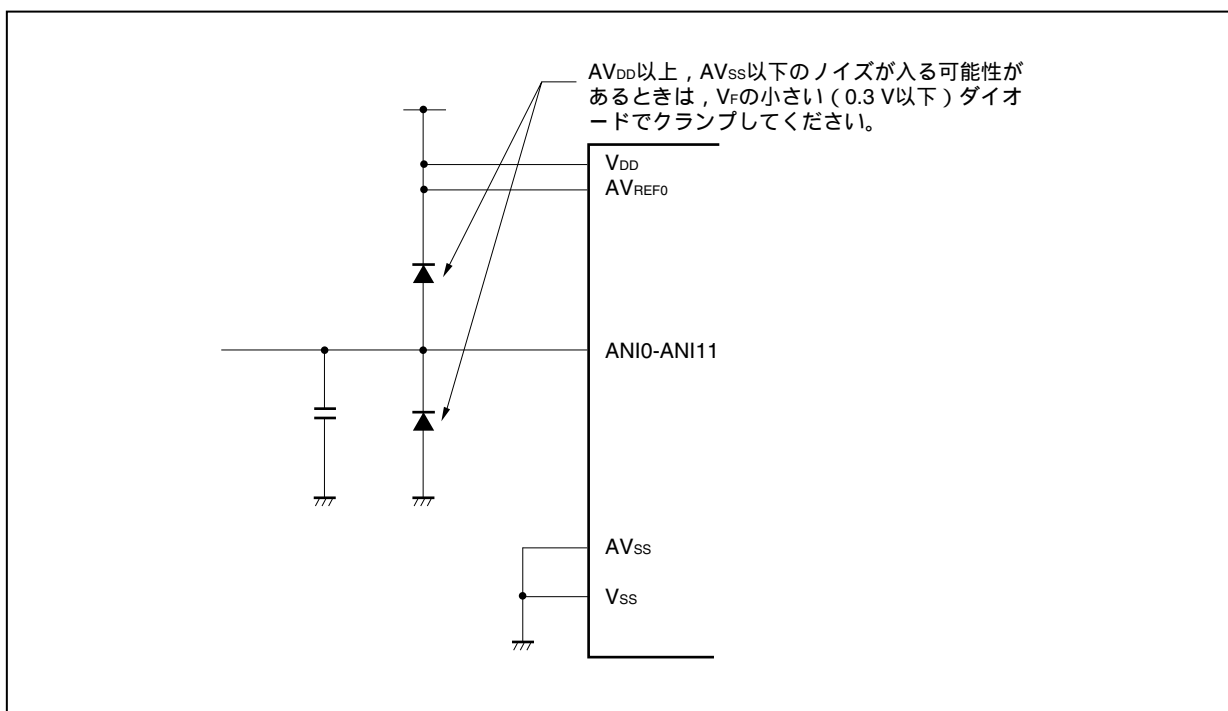 AVDD以上，AVSS以下のノイズが入る可能性が
あるときは，VFの小さい（0.3 V以下）ダイオ
ードでクランプしてください。
VDD
AVREF0
ANI0-ANI11
AVSS
VSS